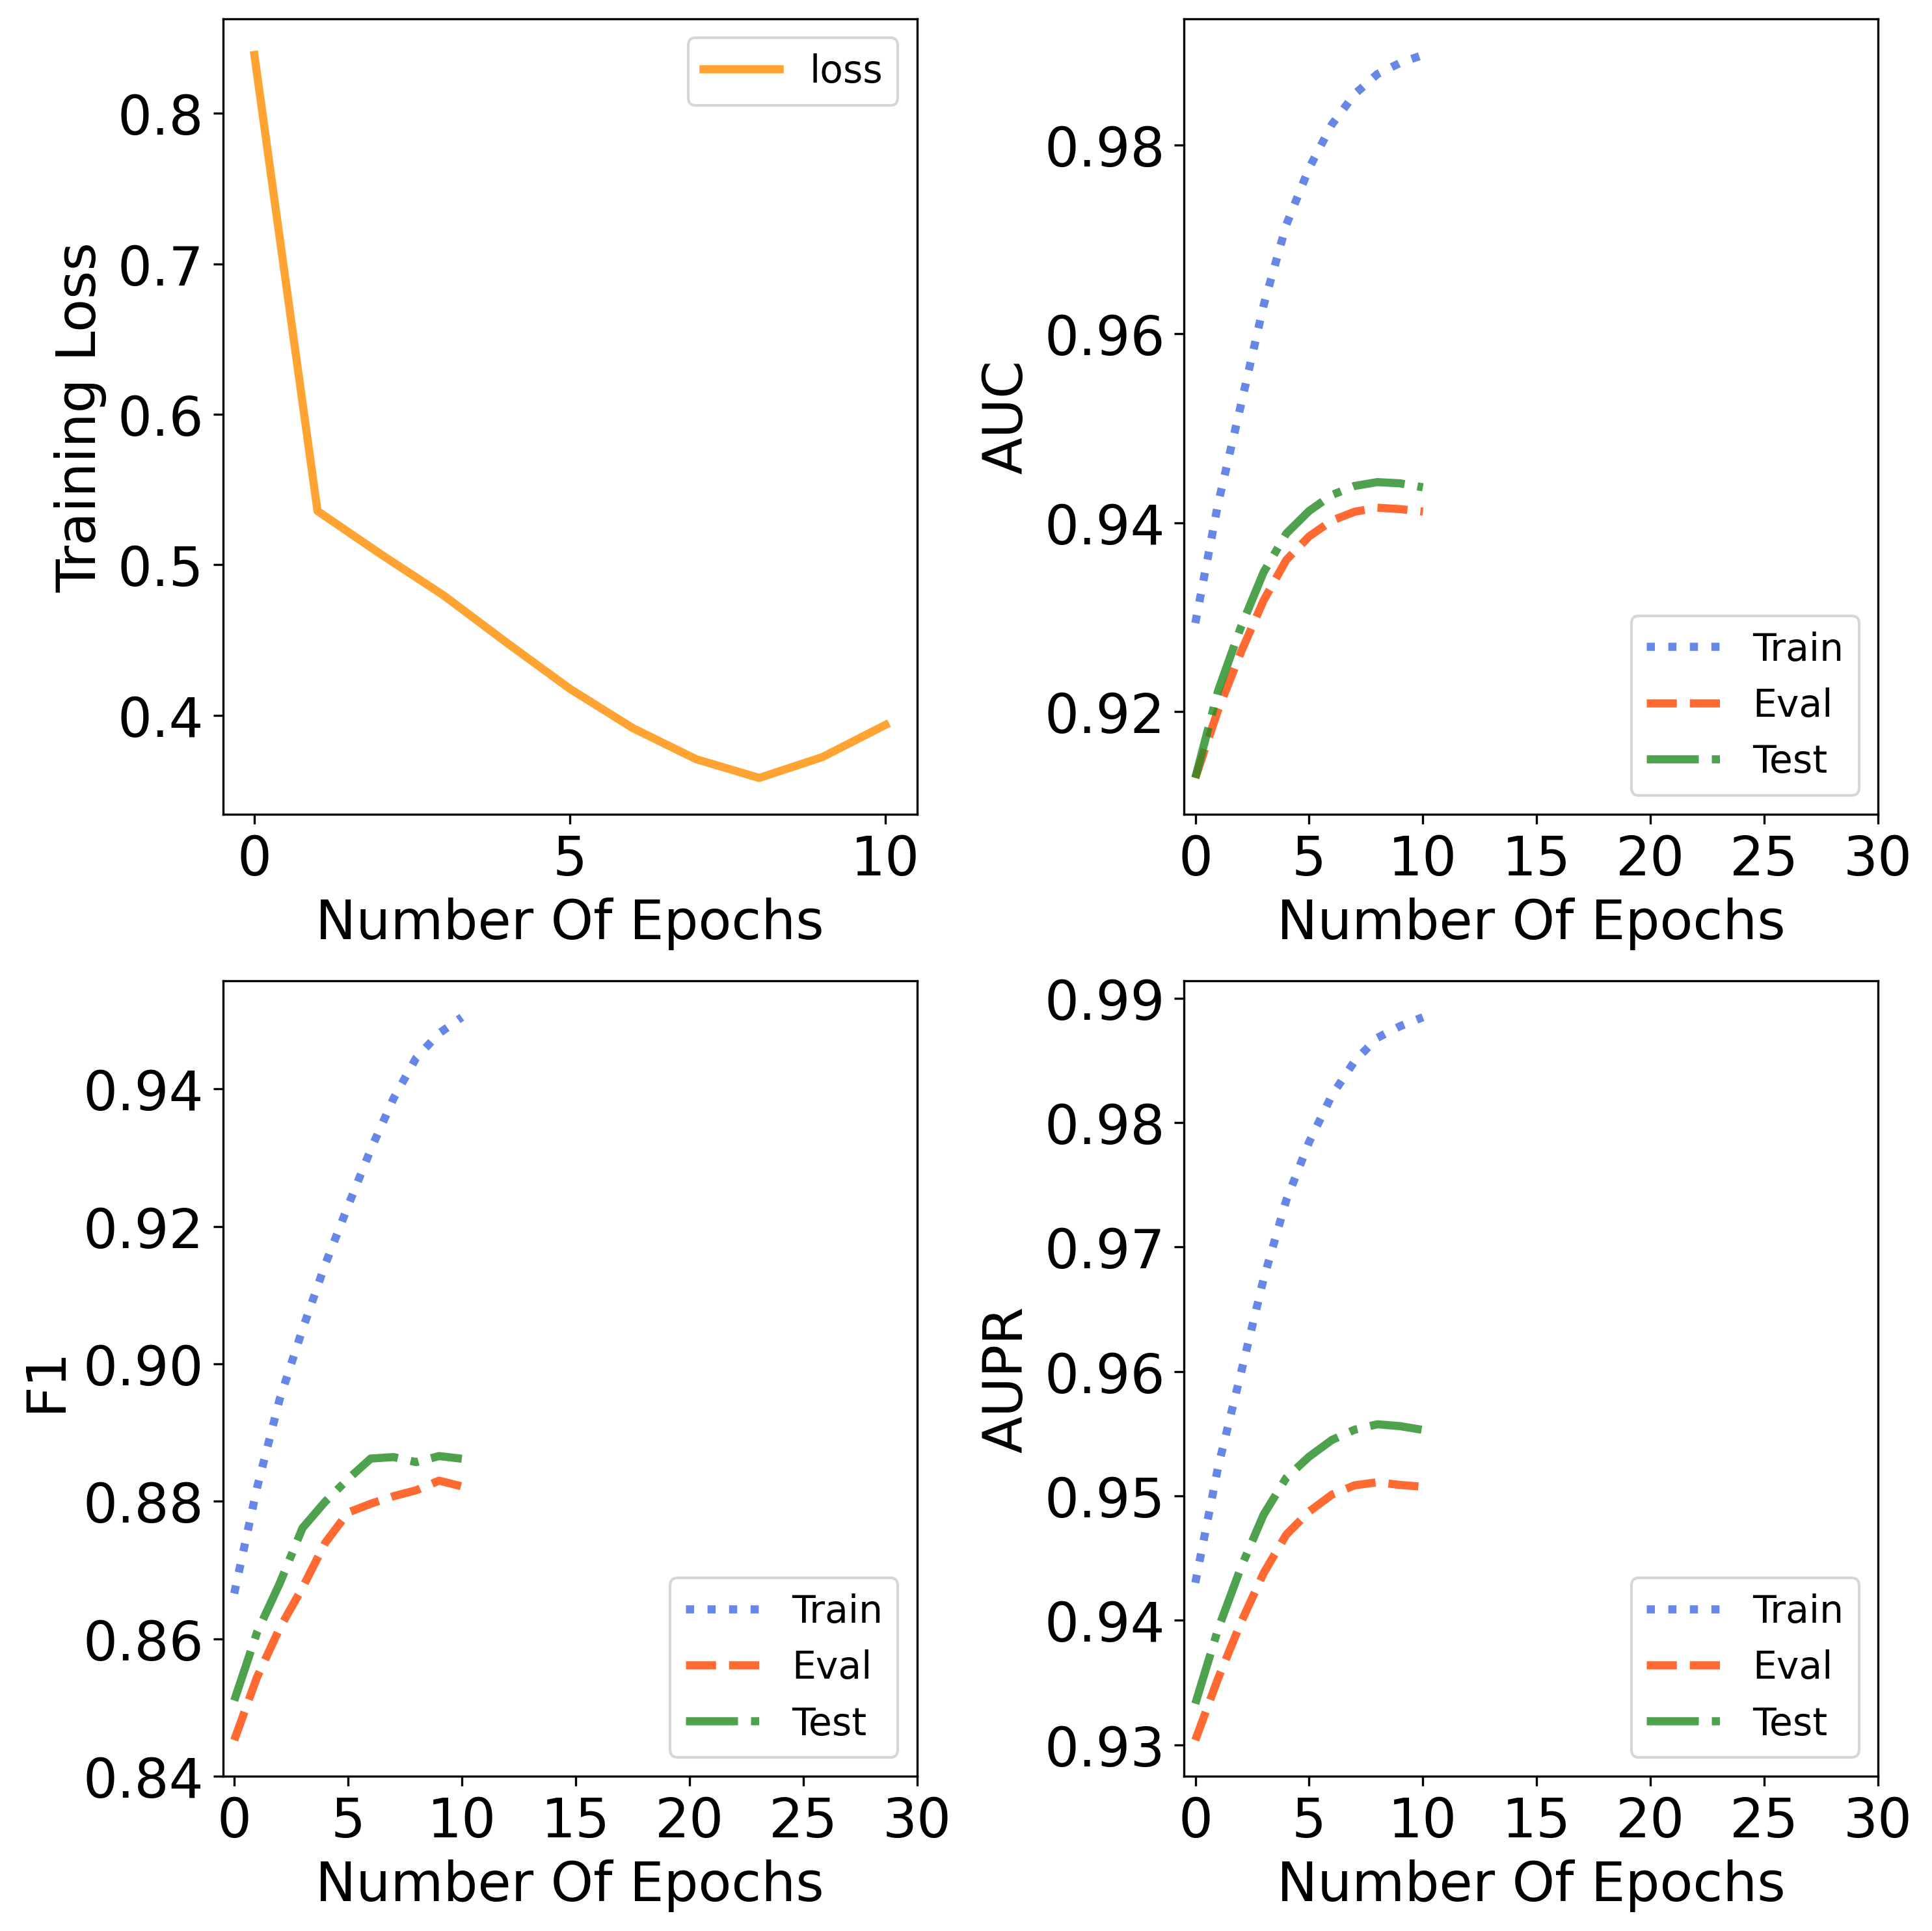 loss
Training Loss
0.8
0.7
0.6
0.5
0.4
0 5 10
Number Of Epochs
AUC
0.98
0.96
0.94
0.92
Train
Eval
Test
0 5 10 15 20 25 30
Number Of Epochs
F1
0.94
0.92
0.90
0.88
0.86
0.84
Train
Eval
Test
0 5 10 15 20 25 30
Number Of Epochs
AUPR
0.99
0.98
0.97
0.96
0.95
0.94
0.93
Train
Eval
Test
0 5 10 15 20 25 30
Number Of Epochs